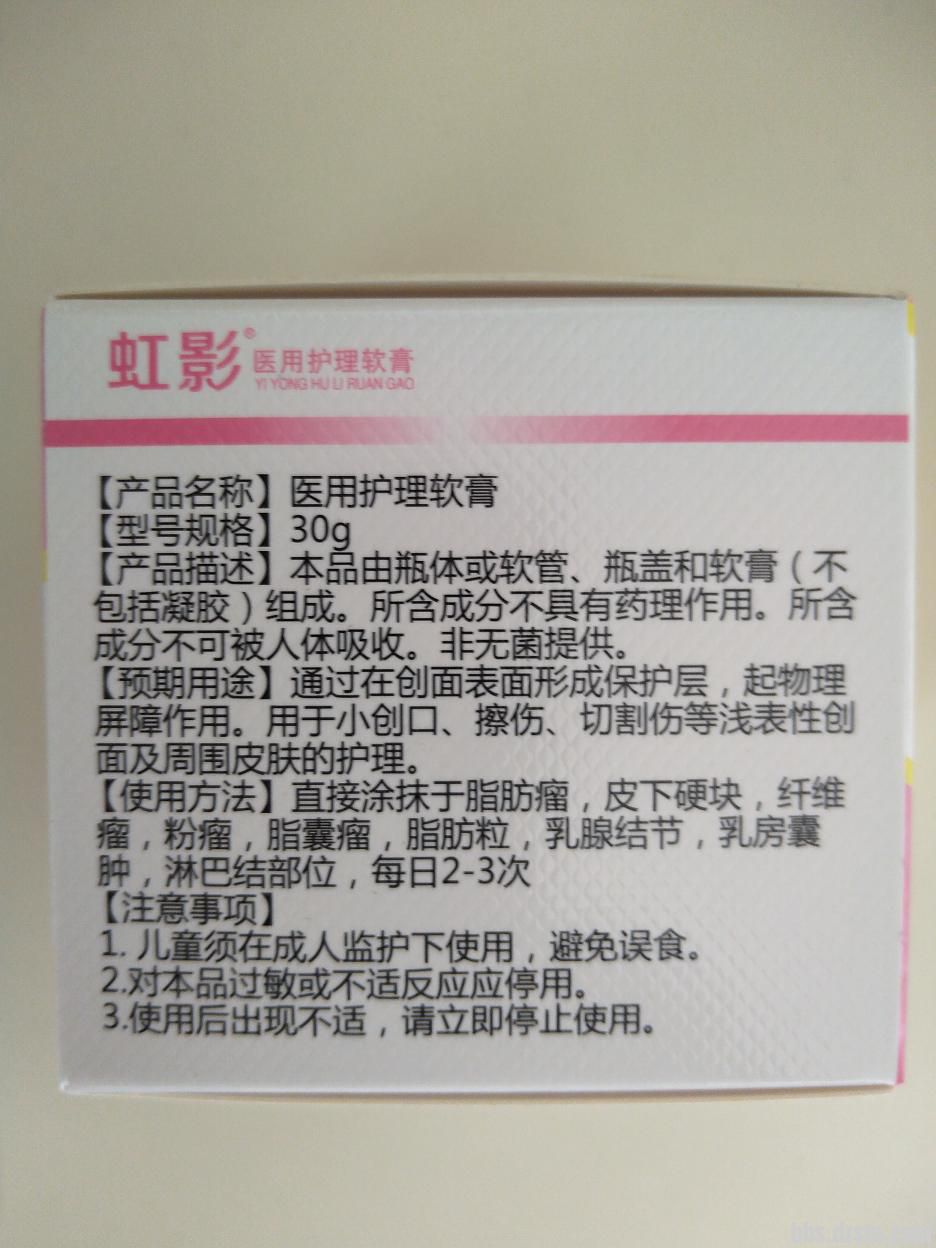 虹影®医用护理软膏
YI YONG HU LI RUAN GAO
【产品名称】医用护理软膏
【型号规格】30g
【产品描述】本品由瓶体或软管、瓶盖和软膏（不
包括凝胶）组成。所含成分不具有药理作用。所含
成分不可被人体吸收。非无菌提供。
【预期用途】通过在创面表面形成保护层，起物理
屏障作用。用于小创口、擦伤、切割伤等浅表性创
面及周围皮肤的护理。
【使用方法】直接涂抹于脂肪瘤，皮下硬块，纤维
瘤，粉瘤，脂囊瘤，脂肪粒，乳腺结节，乳房囊
肿，淋巴结部位，每日2-3次
【注意事项】
1. 儿童须在成人监护下使用，避免误食。
2.对本品过敏或不适反应应停用。
3.使用后出现不适，请立即停止使用。